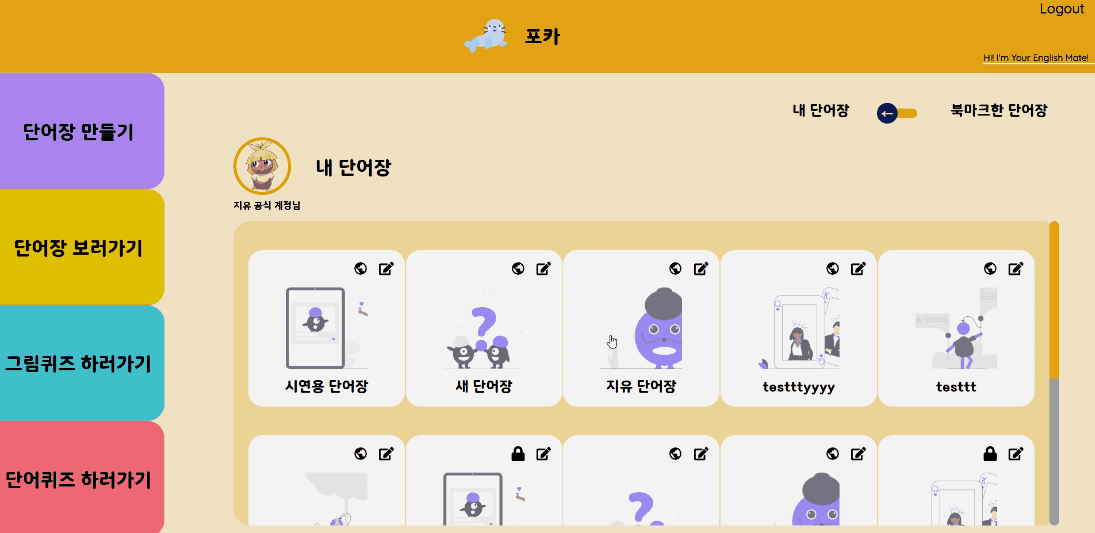 Logout
포카
Hi! I'm Your English Mate!
단어장 만들기
단어장 보러가기
그림퀴즈 하러가기
단어퀴즈 하러가기
내 단어장
북마크한 단어장
내 단어장
지유 공식 계정님
시연용 단어장
새 단어장
지유 단어장
testttyyyy
testtt